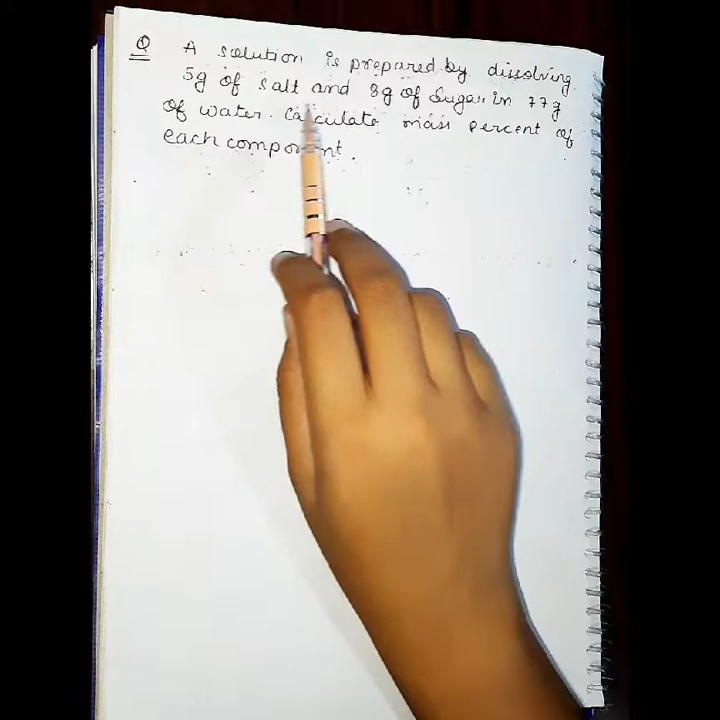 Q A solution is prepared by dissolving
5g of salt and 8g of Sugar in 77g
of water. Calculate mass percent of
each component.